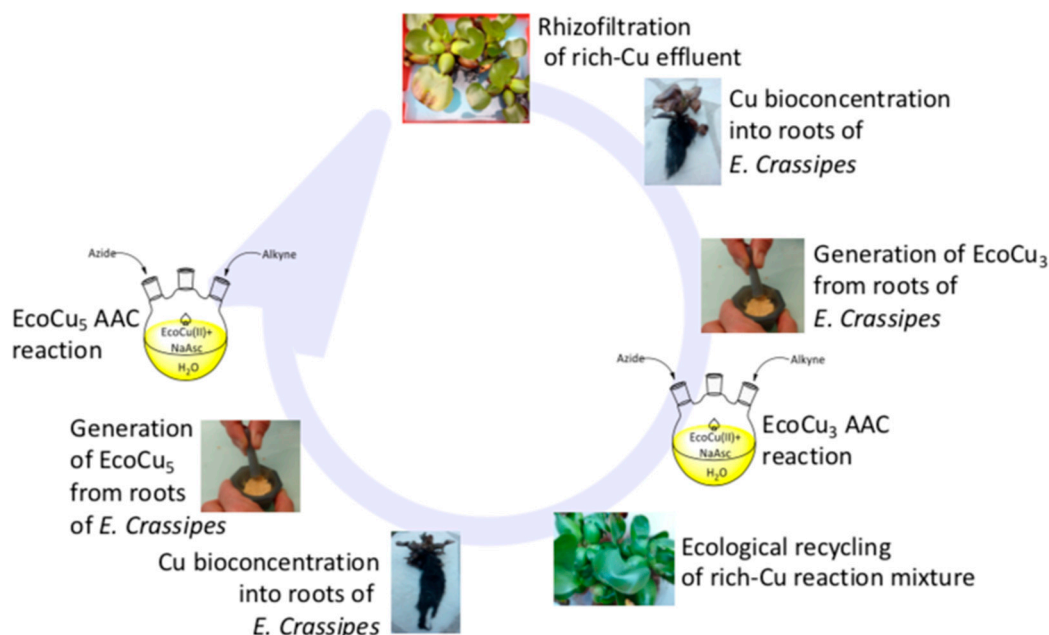 Rhizofiltration
of rich-Cu effluent
Cu bioconcentration
into roots of
E. Crassipes
Generation of EcoCu₃
from roots of
E. Crassipes
Azide
Alkyne
EcoCu(II)+
NaAsc
H₂O
EcoCu₃ AAC
reaction
Ecological recycling
of rich-Cu reaction mixture
Cu bioconcentration
into roots of
E. Crassipes
Generation
of EcoCu₅
from roots
of E. Crassipes
Azide
Alkyne
EcoCu(II)+
NaAsc
H₂O
EcoCu₅ AAC
reaction